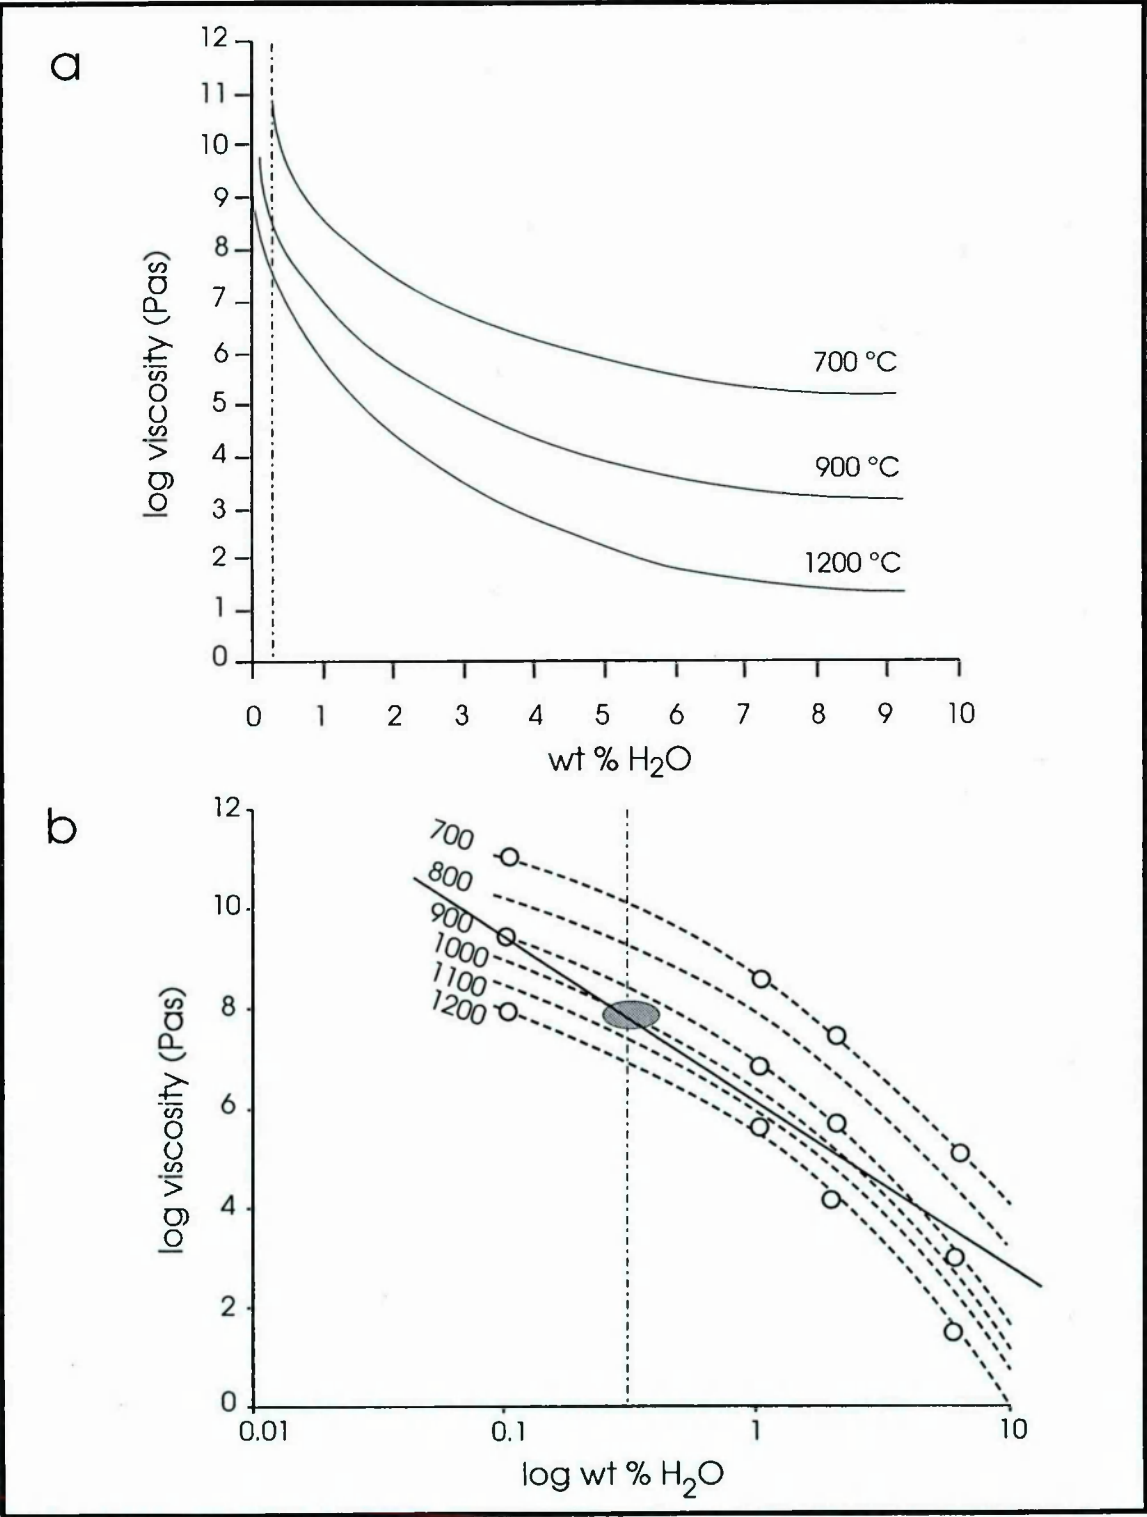 a
12
11
10
9
8
7
6
5
4
3
2
1
0
log viscosity (Pas)
700 °C
900 °C
1200 °C
0 1 2 3 4 5 6 7 8 9 10
wt % H₂O
b
12
10
8
6
4
2
0
log viscosity (Pas)
700
800
900
1000
1100
1200
0.01 0.1 1 10
log wt % H₂O